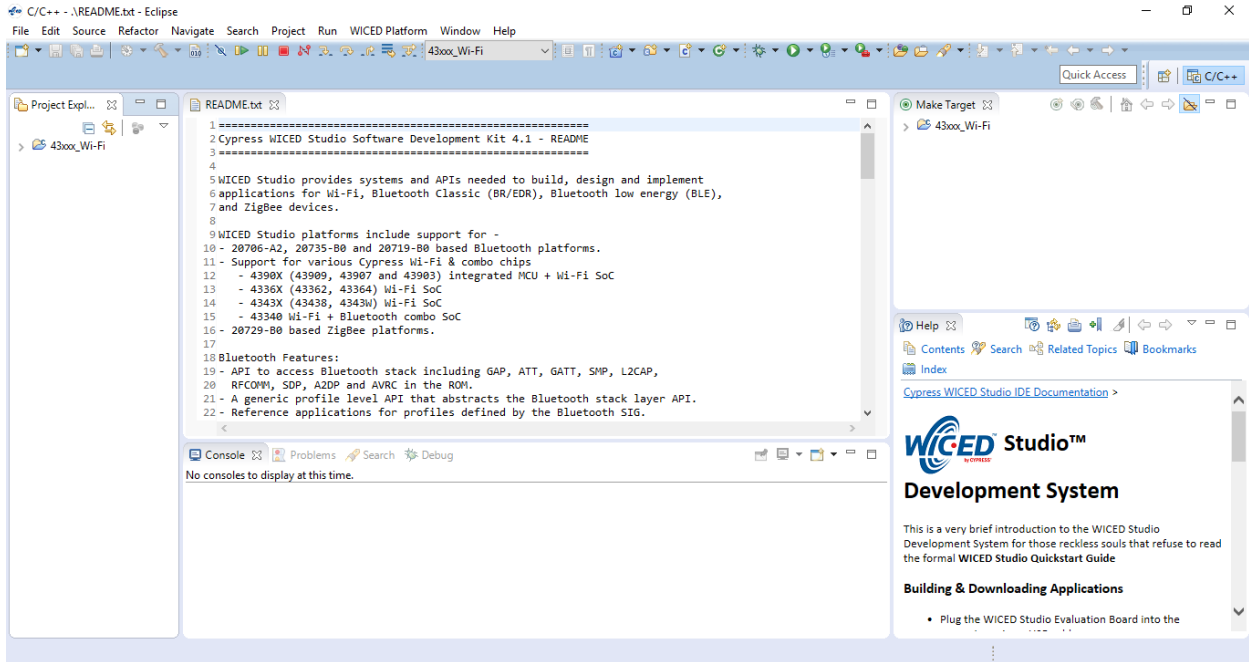 C/C++ - .\README.txt - Eclipse
File Edit Source Refactor Navigate Search Project Run WICED Platform Window Help
43xxx_Wi-Fi
Quick Access
C/C++
Project Expl...
43xxx_Wi-Fi
README.txt
1 ==========================================================
2 Cypress WICED Studio Software Development Kit 4.1 - README
3 ==========================================================
4
5 WICED Studio provides systems and APIs needed to build, design and implement
6 applications for Wi-Fi, Bluetooth Classic (BR/EDR), Bluetooth low energy (BLE),
7 and ZigBee devices.
8
9 WICED Studio platforms include support for -
10 - 20706-A2, 20735-B0 and 20719-B0 based Bluetooth platforms.
11 - Support for various Cypress Wi-Fi & combo chips
12 - 4390X (43909, 43907 and 43903) integrated MCU + Wi-Fi SoC
13 - 4336X (43362, 43364) Wi-Fi SoC
14 - 4343X (43438, 4343W) Wi-Fi SoC
15 - 43340 Wi-Fi + Bluetooth combo SoC
16 - 20729-B0 based ZigBee platforms.
17
18 Bluetooth Features:
19 - API to access Bluetooth stack including GAP, ATT, GATT, SMP, L2CAP,
20 RFCOMM, SDP, A2DP and AVRC in the ROM.
21 - A generic profile level API that abstracts the Bluetooth stack layer API.
22 - Reference applications for profiles defined by the Bluetooth SIG.
Console Problems Search Debug
No consoles to display at this time.
Make Target
43xxx_Wi-Fi
Help
Contents Search Related Topics Bookmarks
Index
Cypress WICED Studio IDE Documentation >
WICED Studio™
by CYPRESS
Development System
This is a very brief introduction to the WICED Studio
Development System for those reckless souls that refuse to read
the formal WICED Studio Quickstart Guide
Building & Downloading Applications
• Plug the WICED Studio Evaluation Board into the